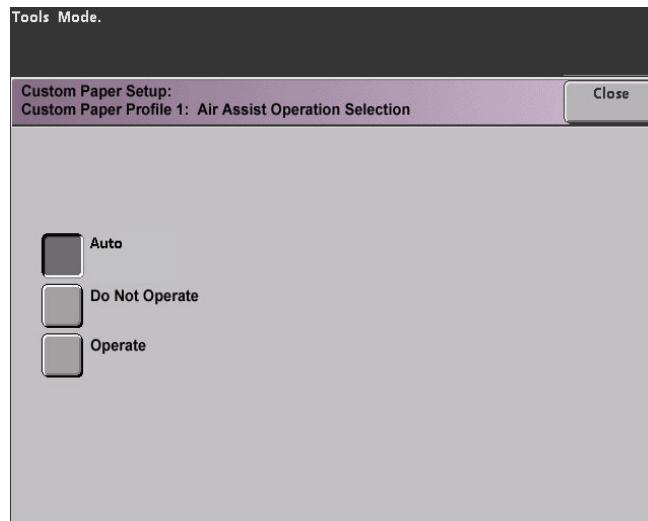 Tools Mode.
Custom Paper Setup:
Custom Paper Profile 1: Air Assist Operation Selection
Close
Auto
Do Not Operate
Operate